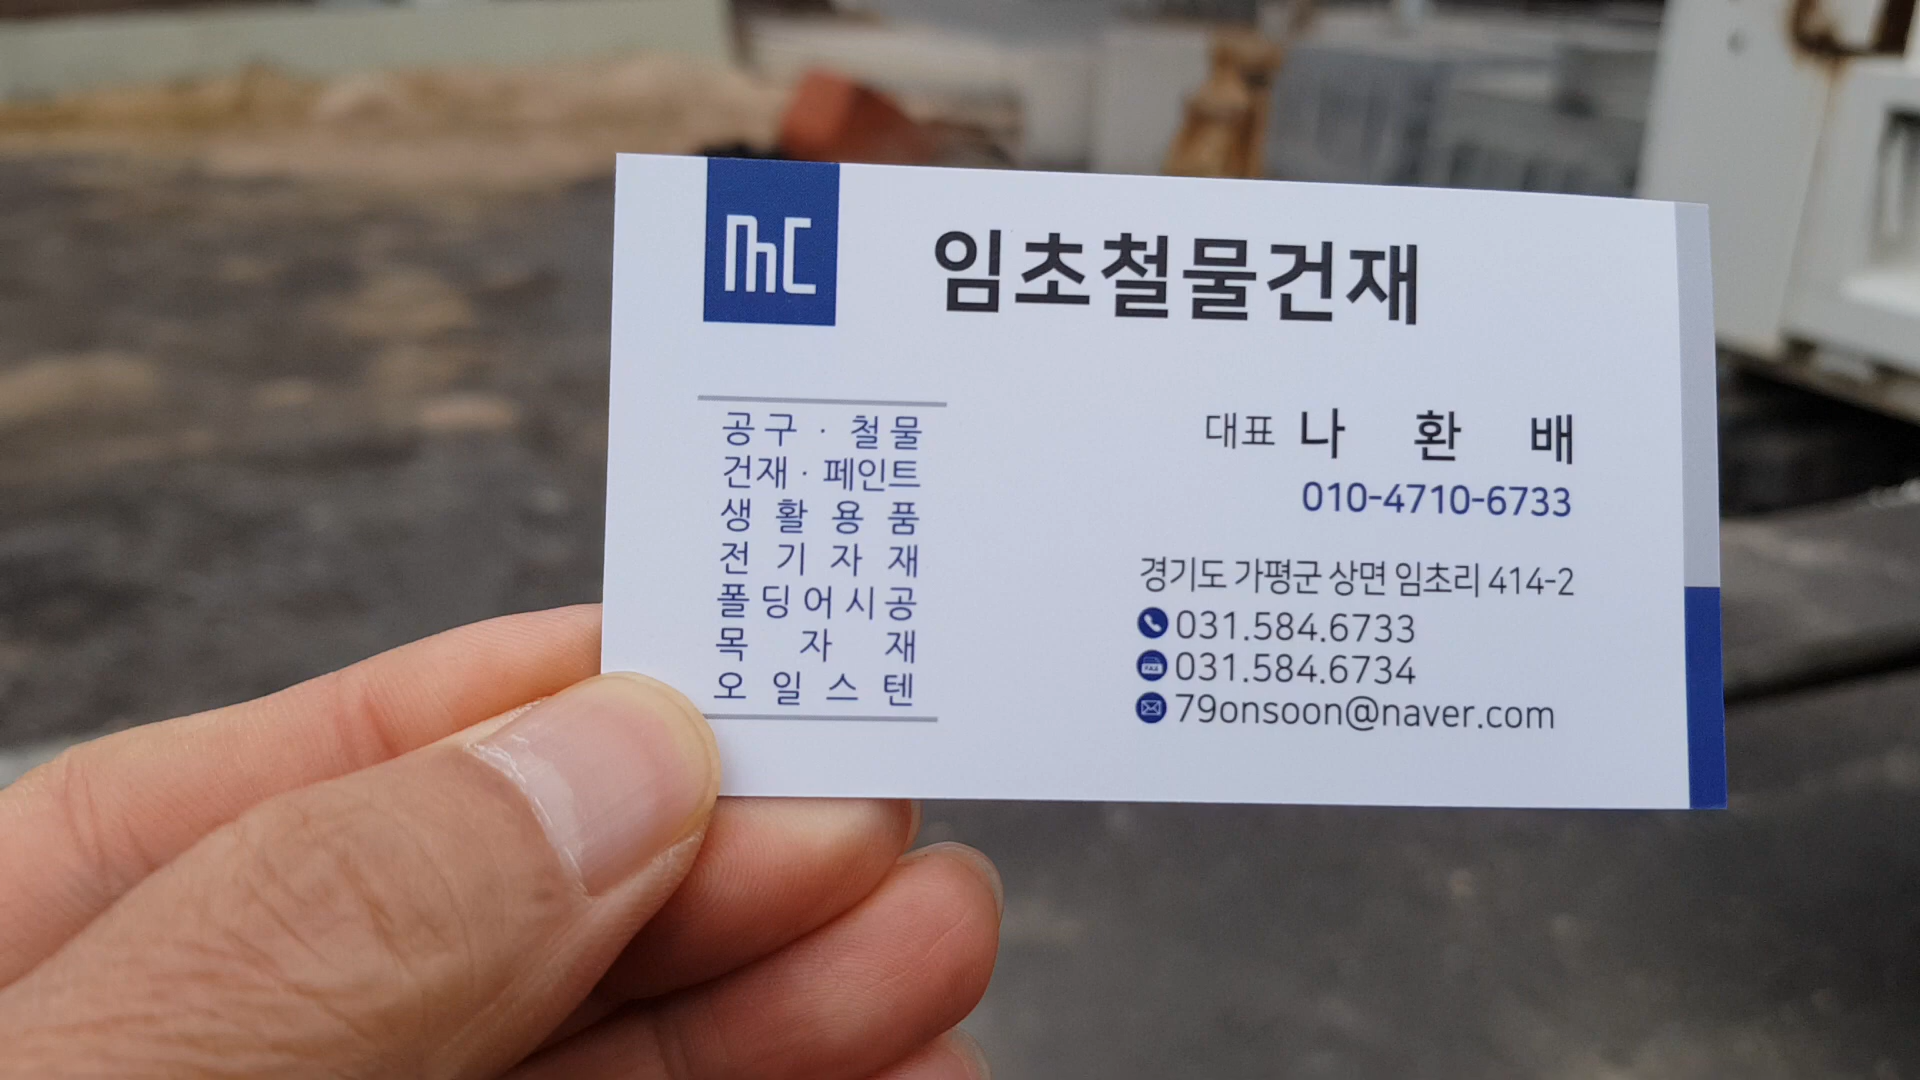 임초철물건재
공구 · 철물
건재 · 페인트
생활용품
전기자재
폴딩어시공
목자재
오일스텐
대표 나환배
010-4710-6733
경기도 가평군 상면 임초리 414-2
031.584.6733
031.584.6734
79onsoon@naver.com